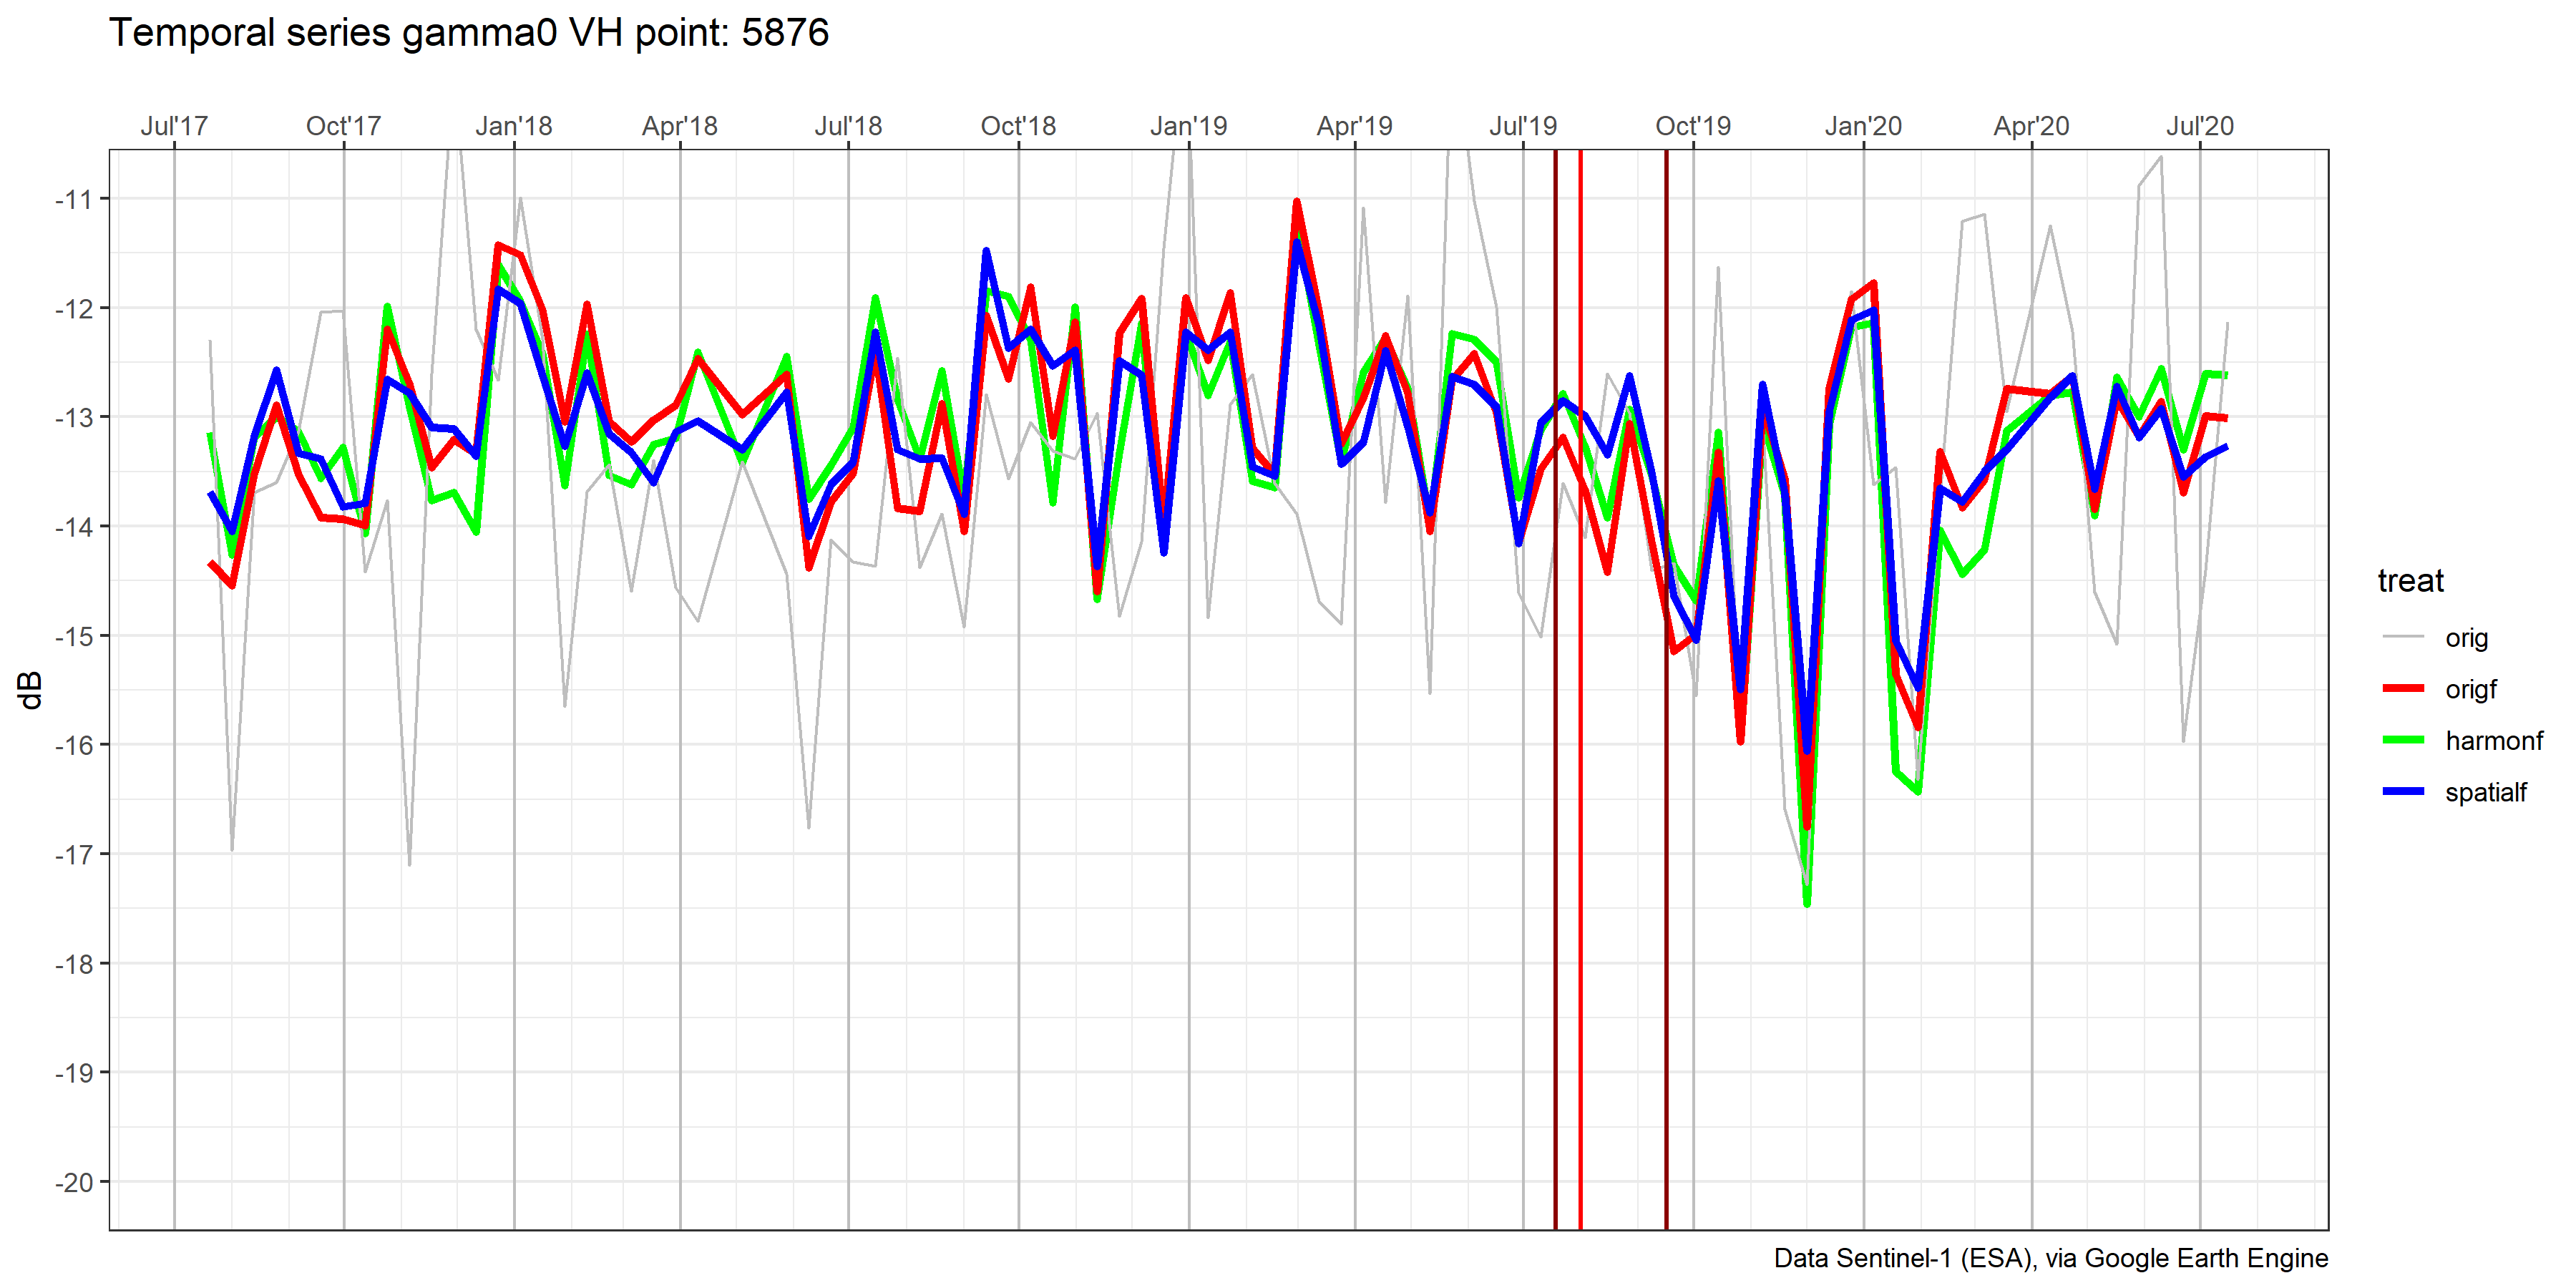 Temporal series gamma0 VH point: 5876
Jul'17 Oct'17 Jan'18 Apr'18 Jul'18 Oct'18 Jan'19 Apr'19 Jul'19 Oct'19 Jan'20 Apr'20 Jul'20
-11
-12
-13
-14
-15
-16
-17
-18
-19
-20
dB
treat
orig
origf
harmonf
spatialf
Data Sentinel-1 (ESA), via Google Earth Engine